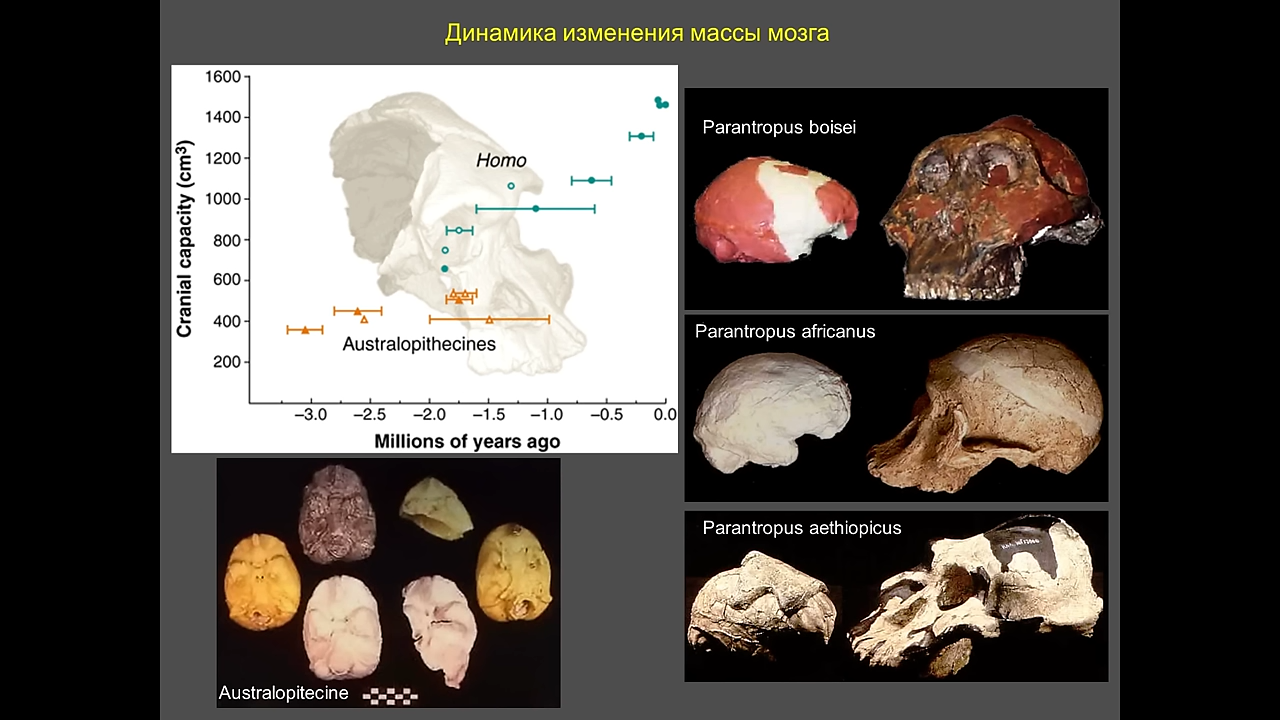 Динамика изменения массы мозга
1600
1400
1200
1000
800
600
400
200
Cranial capacity (cm³)
Homo
Australopithecines
–3.0 –2.5 –2.0 –1.5 –1.0 –0.5 0.0
Millions of years ago
Parantropus boisei
Parantropus africanus
Parantropus aethiopicus
Australopitecine